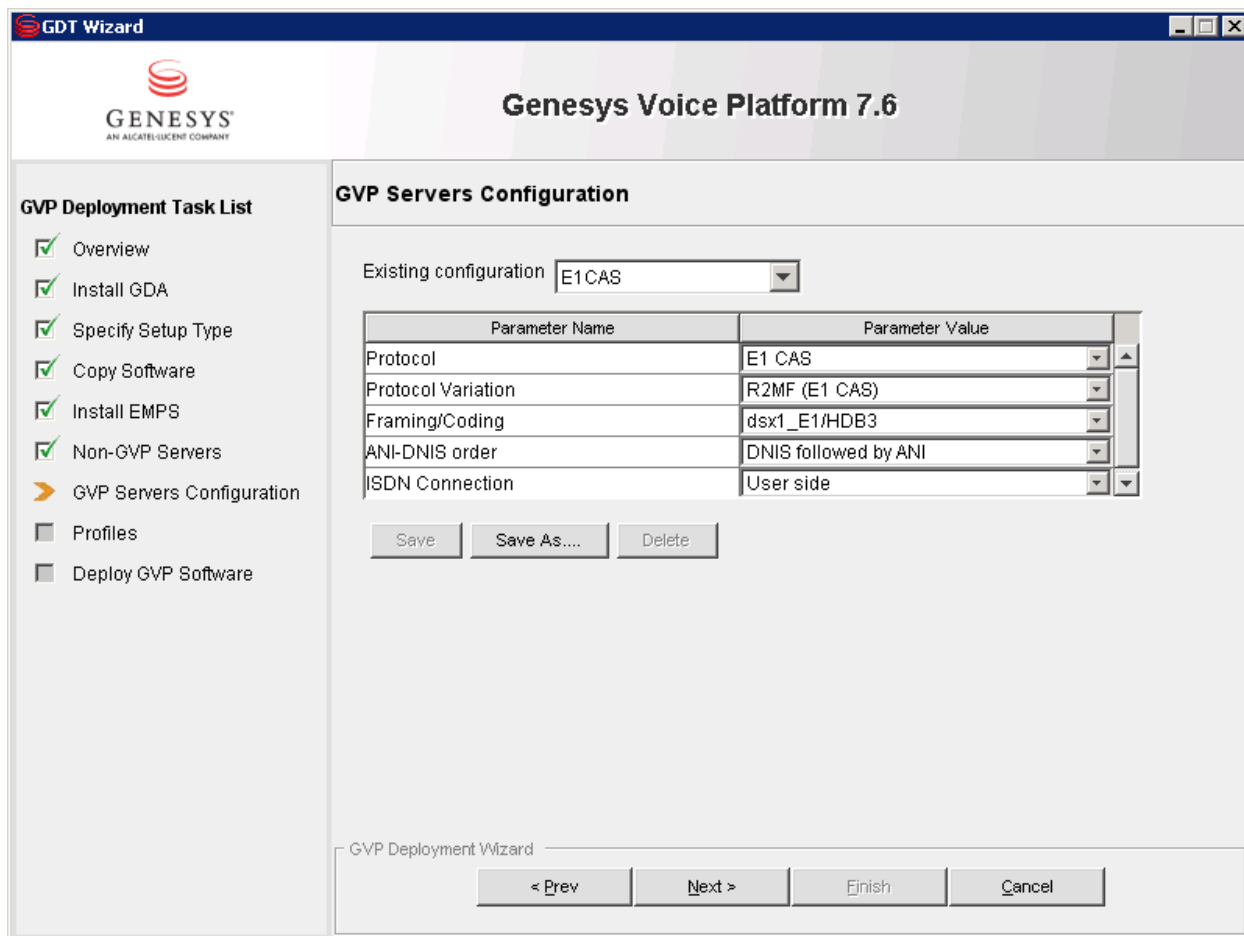 GDT Wizard
GENESYS®
AN ALCATEL-LUCENT COMPANY
Genesys Voice Platform 7.6
GVP Deployment Task List
Overview
Install GDA
Specify Setup Type
Copy Software
Install EMPS
Non-GVP Servers
GVP Servers Configuration
Profiles
Deploy GVP Software
GVP Servers Configuration
Existing configuration E1CAS
Parameter Name Parameter Value
Protocol E1 CAS
Protocol Variation R2MF (E1 CAS)
Framing/Coding dsx1_E1/HDB3
ANI-DNIS order DNIS followed by ANI
ISDN Connection User side
Save Save As.... Delete
GVP Deployment Wizard
< Prev Next > Finish Cancel